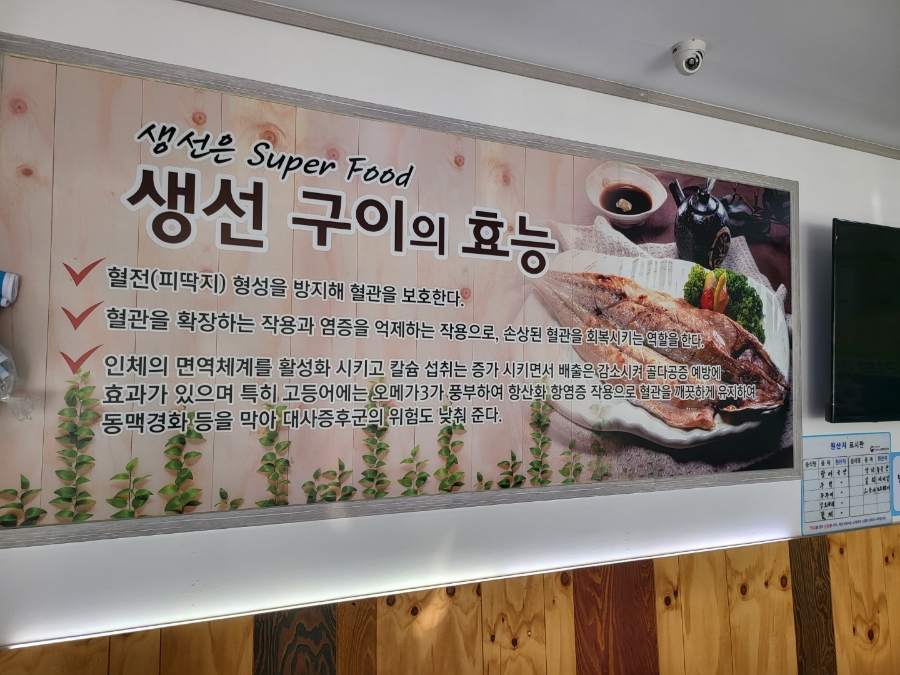 생선은 Super Food
생선 구이의 효능
혈전(피딱지) 형성을 방지해 혈관을 보호한다.
혈관을 확장하는 작용과 염증을 억제하는 작용으로, 손상된 혈관을 회복시키는 역할을 한다.
인체의 면역체계를 활성화 시키고 칼슘 섭취는 증가 시키면서 배출은 감소시켜 골다공증 예방에
효과가 있으며 특히 고등어에는 오메가3가 풍부하여 항산화 항염증 작용으로 혈관을 깨끗하게 유지하여
동맥경화 등을 막아 대사증후군의 위험도 낮춰 준다.
원산지 표시판